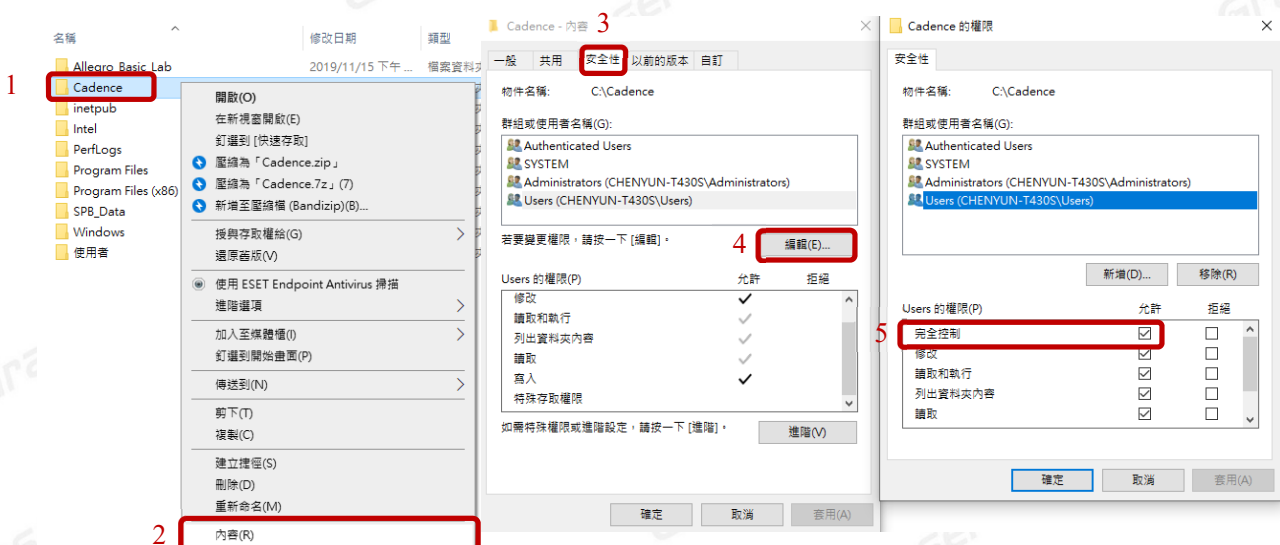 名稱 修改日期 類型
Allegro_Basic_Lab 2019/11/15 下午 ... 檔案資料夾
1
Cadence
inetpub
Intel
PerfLogs
Program Files
Program Files (x86)
SPB_Data
Windows
使用者
開啟(O)
在新視窗開啟(E)
釘選到 [快速存取]
壓縮為「Cadence.zip」
壓縮為「Cadence.7z」(7)
新增至壓縮檔 (Bandizip)(B)...
授與存取權給(G)
還原舊版(V)
使用 ESET Endpoint Antivirus 掃描
進階選項
加入至媒體櫃(I)
釘選到開始畫面(P)
傳送到(N)
剪下(T)
複製(C)
建立捷徑(S)
刪除(D)
重新命名(M)
2
內容(R)
Cadence - 內容
3
一般 共用 安全性 以前的版本 自訂
物件名稱: C:\Cadence
群組或使用者名稱(G):
Authenticated Users
SYSTEM
Administrators (CHENYUN-T430S\Administrators)
Users (CHENYUN-T430S\Users)
若要變更權限，請按一下 [編輯]。
4
編輯(E)...
Users 的權限(P) 允許 拒絕
修改
讀取和執行
列出資料夾內容
讀取
寫入
特殊存取權限
如需特殊權限或進階設定，請按一下 [進階]。
進階(V)
確定 取消 套用(A)
Cadence 的權限
安全性
物件名稱: C:\Cadence
群組或使用者名稱(G):
Authenticated Users
SYSTEM
Administrators (CHENYUN-T430S\Administrators)
Users (CHENYUN-T430S\Users)
新增(D)... 移除(R)
Users 的權限(P) 允許 拒絕
5
完全控制
修改
讀取和執行
列出資料夾內容
讀取
確定 取消 套用(A)